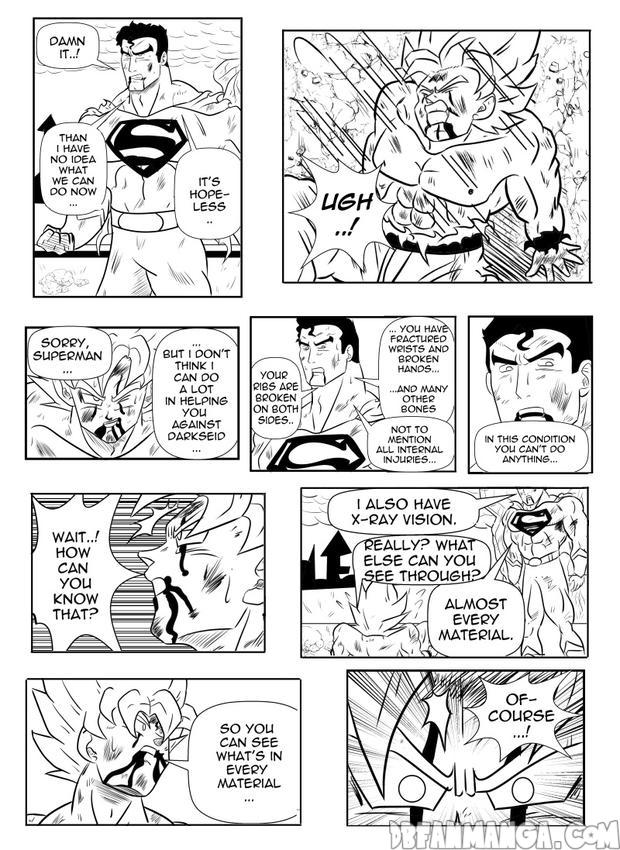 DAMN
IT..!
THAN
I HAVE
NO IDEA
WHAT
WE CAN
DO NOW
...
IT'S
HOPE-
LESS
..
UGH
...!
SORRY,
SUPERMAN
...
...
BUT I DON'T
THINK I
CAN DO
A LOT
IN HELPING
YOU
AGAINST
DARKSEID
YOUR
RIBS ARE
BROKEN
ON BOTH
SIDES..
... YOU HAVE
FRACTURED
WRISTS AND
BROKEN
HANDS...
...AND MANY
OTHER
BONES
NOT TO
MENTION
ALL INTERNAL
INJURIES...
IN THIS CONDITION
YOU CAN'T DO
ANYTHING...
WAIT..!
HOW
CAN
YOU
KNOW
THAT?
I ALSO HAVE
X-RAY VISION.
REALLY? WHAT
ELSE CAN YOU
SEE THROUGH?
ALMOST
EVERY
MATERIAL.
SO YOU
CAN SEE
WHAT'S IN
EVERY
MATERIAL
...
OF-
COURSE
...!
DBFANMANGA.COM